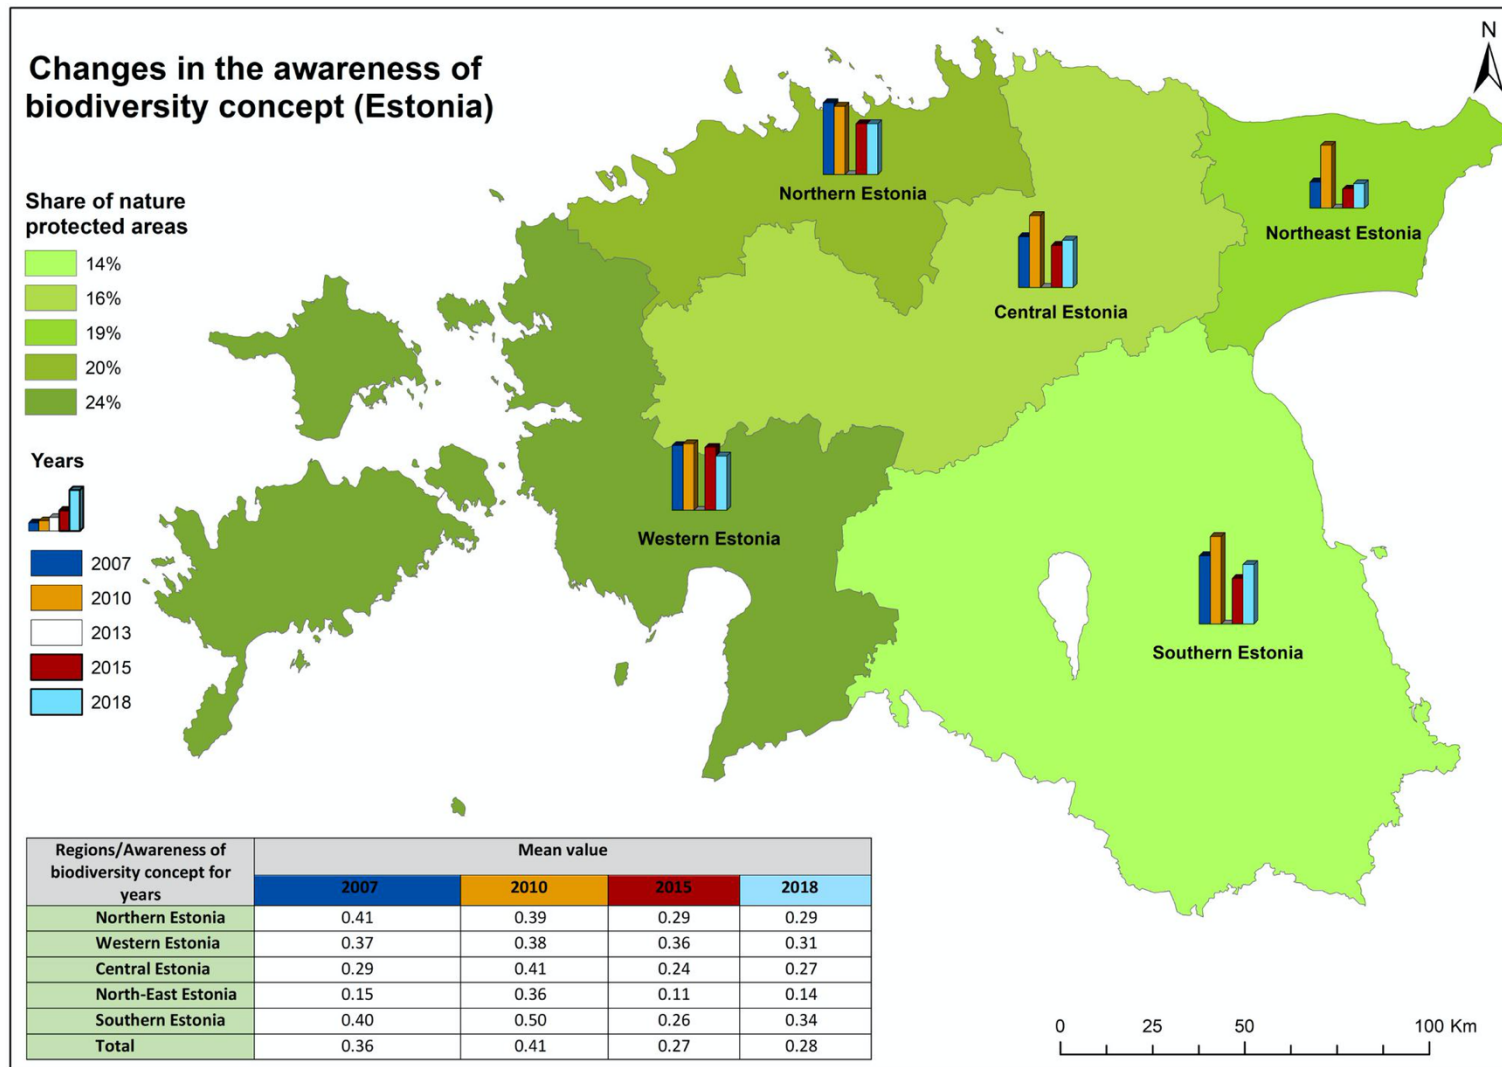 Changes in the awareness of
biodiversity concept (Estonia)
N
Share of nature
protected areas
14%
16%
19%
20%
24%
Years
2007
2010
2013
2015
2018
Northern Estonia
Northeast Estonia
Central Estonia
Western Estonia
Southern Estonia
Regions/Awareness of
biodiversity concept for
years
Mean value
2007 2010 2015 2018
Northern Estonia 0.41 0.39 0.29 0.29
Western Estonia 0.37 0.38 0.36 0.31
Central Estonia 0.29 0.41 0.24 0.27
North-East Estonia 0.15 0.36 0.11 0.14
Southern Estonia 0.40 0.50 0.26 0.34
Total 0.36 0.41 0.27 0.28
0 25 50 100 Km